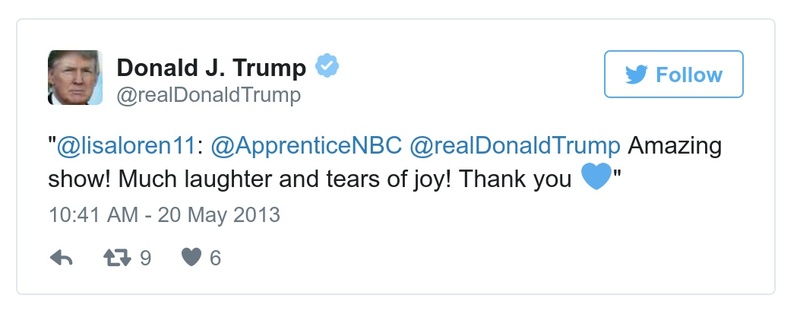 Donald J. Trump
@realDonaldTrump
Follow
"@lisaloren11: @ApprenticeNBC @realDonaldTrump Amazing
show! Much laughter and tears of joy! Thank you 💙"
10:41 AM - 20 May 2013
9 6